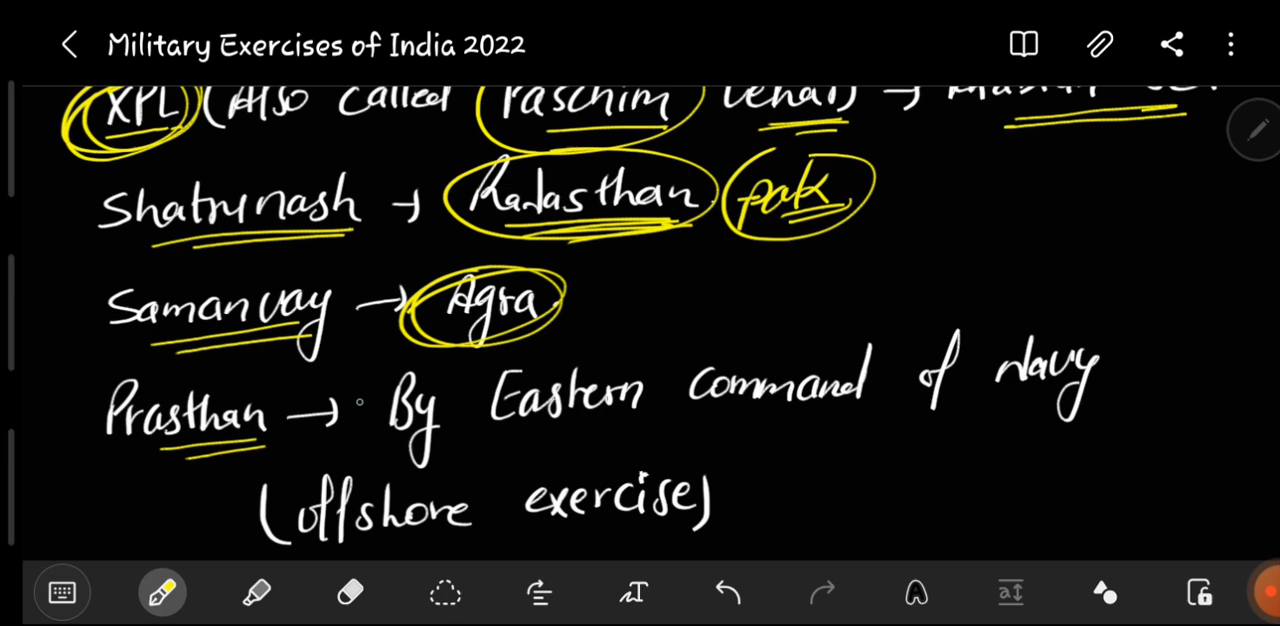 Military Exercises of India 2022
XPL (Also called Paschim Lehar) →
Shatrunash → Rajasthan. pak.
Samanvay → Agra.
Prasthan → By Eastern Command of Navy
(offshore exercise)